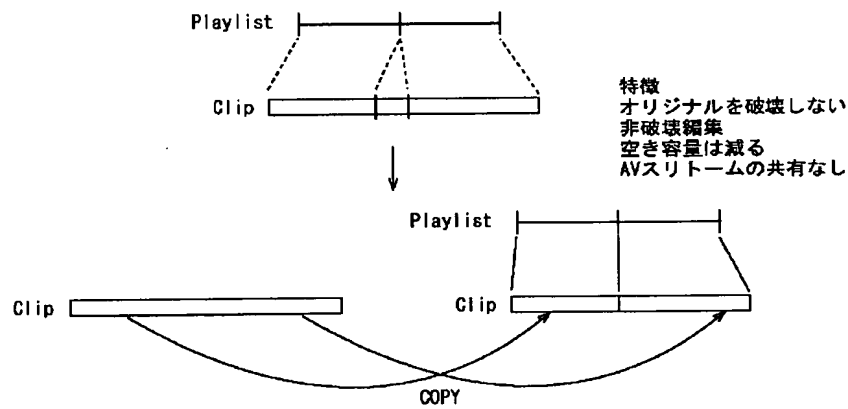 Playlist
Clip
特徴
オリジナルを破壊しない
非破壊編集
空き容量は減る
AVスリトームの共有なし
Playlist
Clip
Clip
COPY